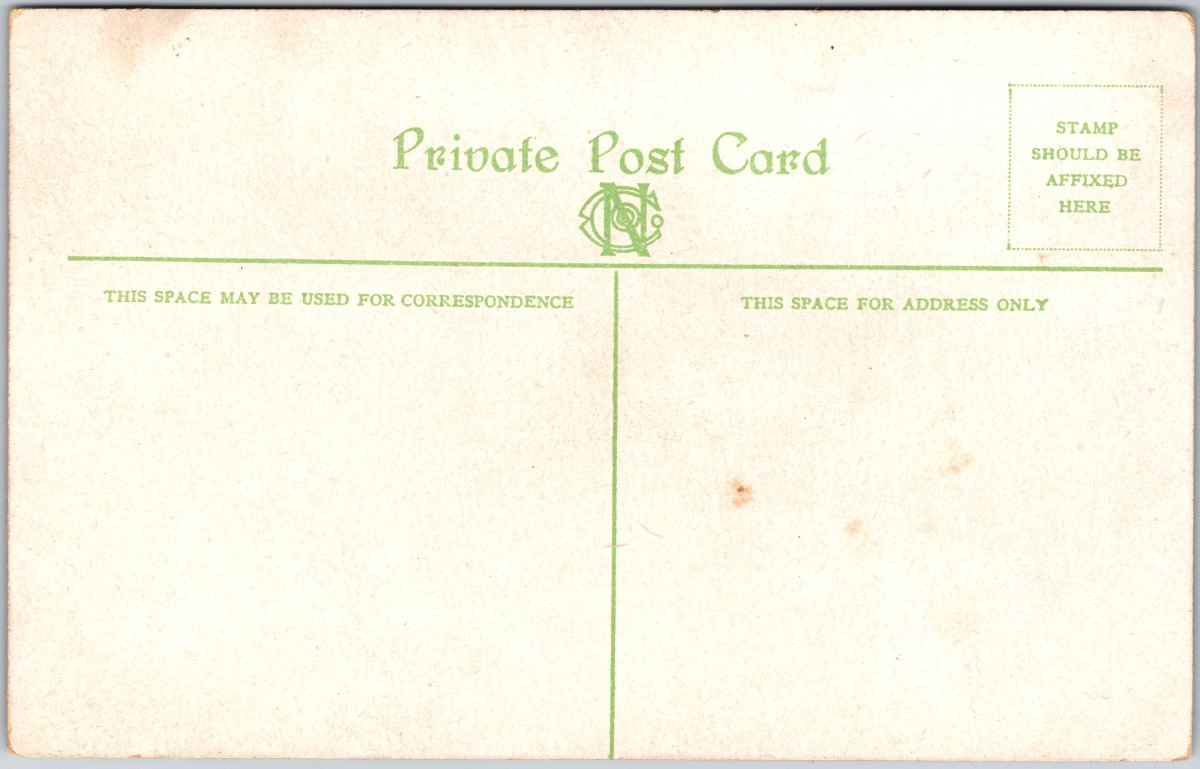 Private Post Card
STAMP
SHOULD BE
AFFIXED
HERE
THIS SPACE MAY BE USED FOR CORRESPONDENCE
THIS SPACE FOR ADDRESS ONLY